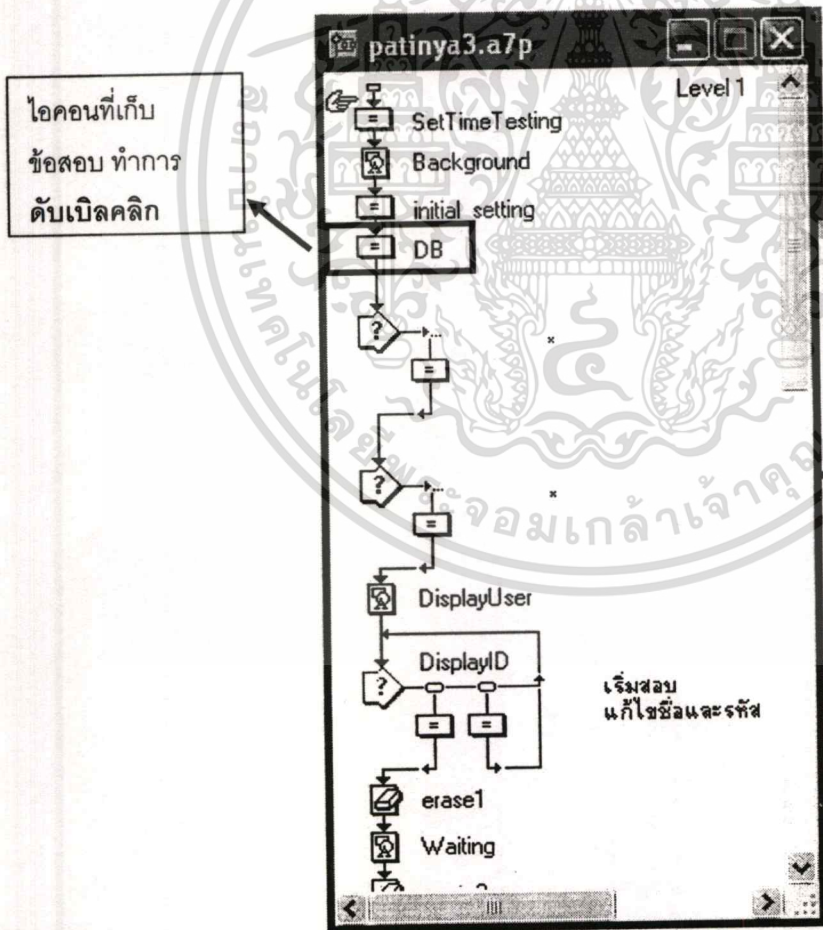 patinya3.a7p
Level 1
ไอคอนที่เก็บ
ข้อสอบ ทำการ
ดับเบิลคลิก
SetTimeTesting
Background
initial setting
DB
DisplayUser
DisplayID
เริ่มสอบ
แก้ไขชื่อและรหัส
erase1
Waiting